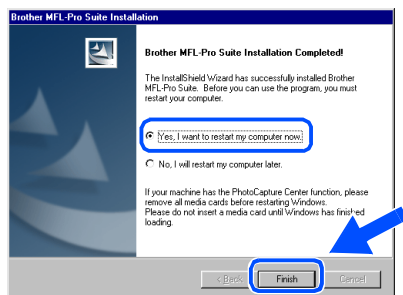 Brother MFL-Pro Suite Installation
Brother MFL-Pro Suite Installation Completed!
The InstallShield Wizard has successfully installed Brother
MFL-Pro Suite. Before you can use the program, you must
restart your computer.
Yes, I want to restart my computer now.
No, I will restart my computer later.
If your machine has the PhotoCapture Center function, please
remove all media cards before restarting Windows.
Please do not insert a media card until Windows has finished
loading.
< Back Finish Cancel